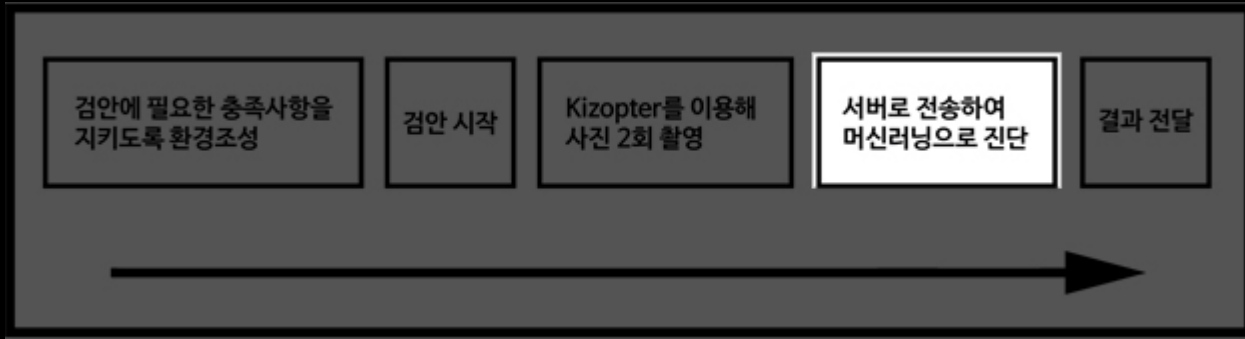 검안에 필요한 충족사항을
지키도록 환경조성
검안 시작
Kizopter를 이용해
사진 2회 촬영
서버로 전송하여
머신러닝으로 진단
결과 전달